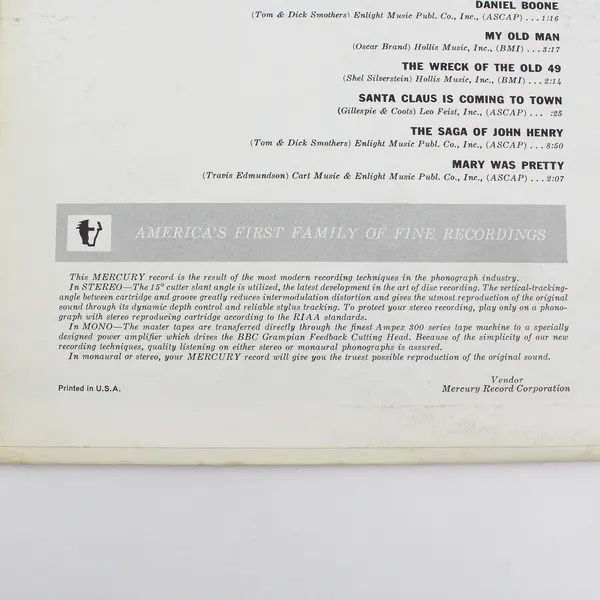 DANIEL BOONE
(Tom & Dick Smothers) Enlight Music Publ. Co., Inc., (ASCAP) ... 1:16
MY OLD MAN
(Oscar Brand) Hollis Music, Inc., (BMI) ... 3:17
THE WRECK OF THE OLD 49
(Shel Silverstein) Hollis Music, Inc., (BMI) ... 2:14
SANTA CLAUS IS COMING TO TOWN
(Gillespie & Coots) Leo Feist, Inc., (ASCAP) ... :25
THE SAGA OF JOHN HENRY
(Tom & Dick Smothers) Enlight Music Publ. Co., Inc., (ASCAP) ... 8:50
MARY WAS PRETTY
(Travis Edmundson) Cart Music & Enlight Music Publ. Co., Inc., (ASCAP) ... 2:07
AMERICA'S FIRST FAMILY OF FINE RECORDINGS
This MERCURY record is the result of the most modern recording techniques in the phonograph industry.
In STEREO—The 15° cutter slant angle is utilized, the latest development in the art of disc recording. The vertical-tracking-
angle between cartridge and groove greatly reduces intermodulation distortion and gives the utmost reproduction of the original
sound through its dynamic depth control and reliable stylus tracking. To protect your stereo recording, play only on a phono-
graph with stereo reproducing cartridge according to the RIAA standards.
In MONO—The master tapes are transferred directly through the finest Ampex 300 series tape machine to a specially
designed power amplifier which drives the BBC Grampian Feedback Cutting Head. Because of the simplicity of our new
recording techniques, quality listening on either stereo or monaural phonographs is assured.
In monaural or stereo, your MERCURY record will give you the truest possible reproduction of the original sound.
Printed in U.S.A.
Vendor
Mercury Record Corporation